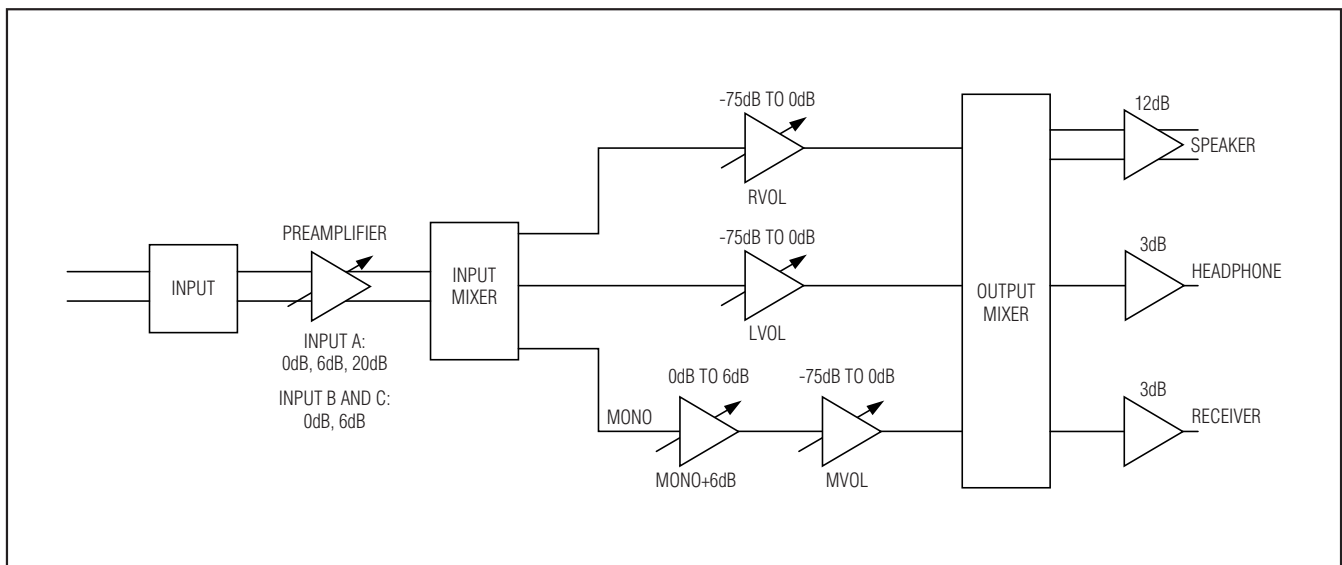 -75dB TO 0dB
RVOL
12dB
SPEAKER
PREAMPLIFIER
INPUT
INPUT A:
0dB, 6dB, 20dB
INPUT B AND C:
0dB, 6dB
INPUT
MIXER
-75dB TO 0dB
LVOL
OUTPUT
MIXER
3dB
HEADPHONE
MONO
0dB TO 6dB
MONO+6dB
-75dB TO 0dB
MVOL
3dB
RECEIVER